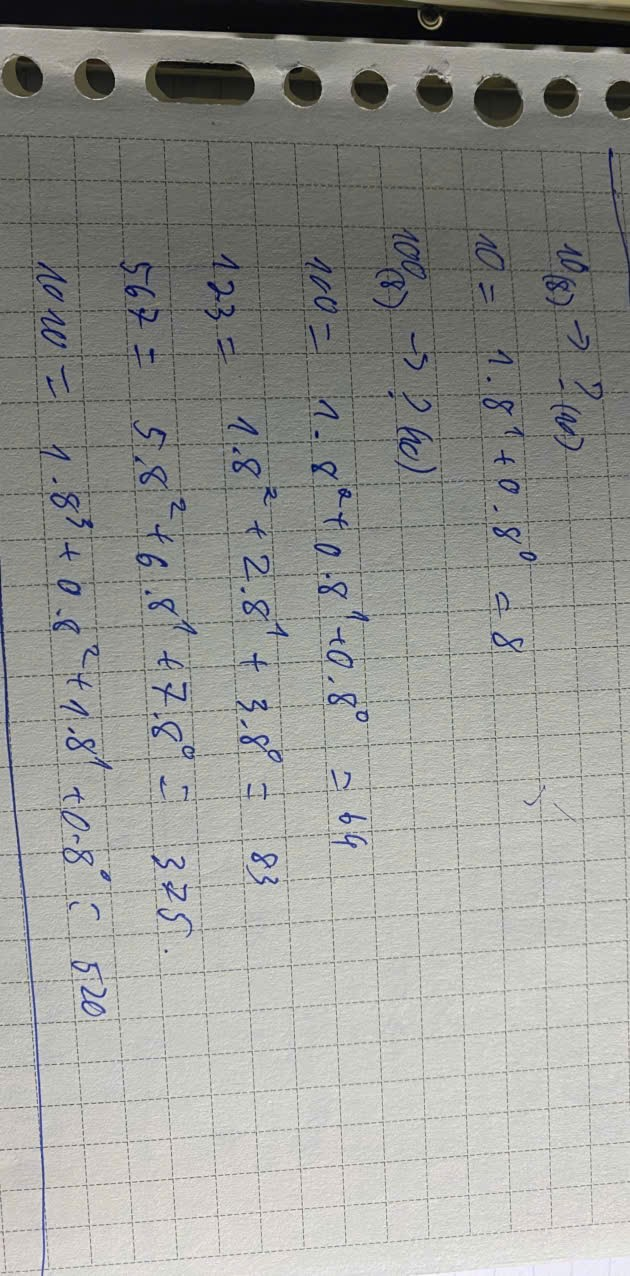 10(8) → ?(10)
10 = 1.8¹ + 0.8⁰ = 8
100(8) → ?(10)
100 = 1.8² + 0.8¹ + 0.8⁰ = 64
123 = 1.8² + 2.8¹ + 3.8⁰ = 83
567 = 5.8² + 6.8¹ + 7.8⁰ = 375.
1010 = 1.8³ + 0.8² + 1.8¹ + 0.8⁰ = 520